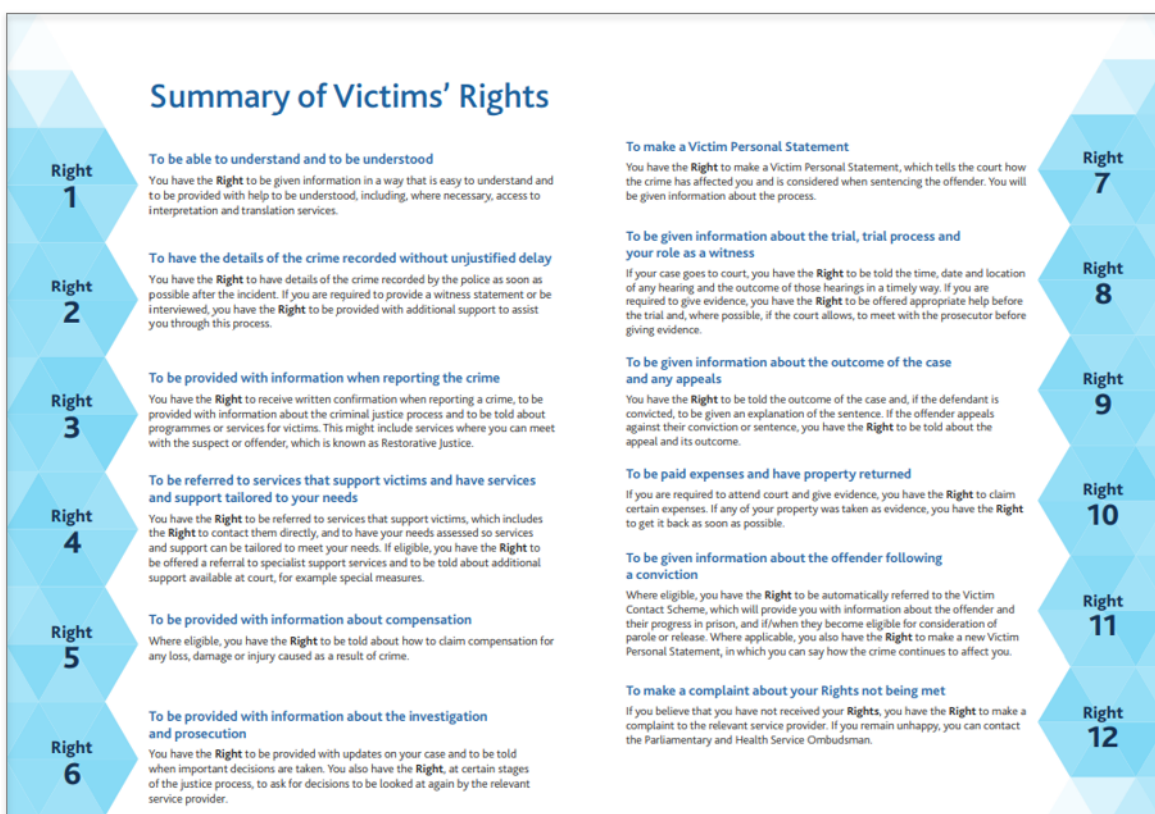 Summary of Victims' Rights
Right
1
To be able to understand and to be understood
You have the Right to be given information in a way that is easy to understand and
to be provided with help to be understood, including, where necessary, access to
interpretation and translation services.
Right
2
To have the details of the crime recorded without unjustified delay
You have the Right to have details of the crime recorded by the police as soon as
possible after the incident. If you are required to provide a witness statement or be
interviewed, you have the Right to be provided with additional support to assist
you through this process.
Right
3
To be provided with information when reporting the crime
You have the Right to receive written confirmation when reporting a crime, to be
provided with information about the criminal justice process and to be told about
programmes or services for victims. This might include services where you can meet
with the suspect or offender, which is known as Restorative Justice.
Right
4
To be referred to services that support victims and have services
and support tailored to your needs
You have the Right to be referred to services that support victims, which includes
the Right to contact them directly, and to have your needs assessed so services
and support can be tailored to meet your needs. If eligible, you have the Right to
be offered a referral to specialist support services and to be told about additional
support available at court, for example special measures.
Right
5
To be provided with information about compensation
Where eligible, you have the Right to be told about how to claim compensation for
any loss, damage or injury caused as a result of crime.
Right
6
To be provided with information about the investigation
and prosecution
You have the Right to be provided with updates on your case and to be told
when important decisions are taken. You also have the Right, at certain stages
of the justice process, to ask for decisions to be looked at again by the relevant
service provider.
To make a Victim Personal Statement
You have the Right to make a Victim Personal Statement, which tells the court how
the crime has affected you and is considered when sentencing the offender. You will
be given information about the process.
Right
7
To be given information about the trial, trial process and
your role as a witness
If your case goes to court, you have the Right to be told the time, date and location
of any hearing and the outcome of those hearings in a timely way. If you are
required to give evidence, you have the Right to be offered appropriate help before
the trial and, where possible, if the court allows, to meet with the prosecutor before
giving evidence.
Right
8
To be given information about the outcome of the case
and any appeals
You have the Right to be told the outcome of the case and, if the defendant is
convicted, to be given an explanation of the sentence. If the offender appeals
against their conviction or sentence, you have the Right to be told about the
appeal and its outcome.
Right
9
To be paid expenses and have property returned
If you are required to attend court and give evidence, you have the Right to claim
certain expenses. If any of your property was taken as evidence, you have the Right
to get it back as soon as possible.
Right
10
To be given information about the offender following
a conviction
Where eligible, you have the Right to be automatically referred to the Victim
Contact Scheme, which will provide you with information about the offender and
their progress in prison, and if/when they become eligible for consideration of
parole or release. Where applicable, you also have the Right to make a new Victim
Personal Statement, in which you can say how the crime continues to affect you.
Right
11
To make a complaint about your Rights not being met
If you believe that you have not received your Rights, you have the Right to make a
complaint to the relevant service provider. If you remain unhappy, you can contact
the Parliamentary and Health Service Ombudsman.
Right
12